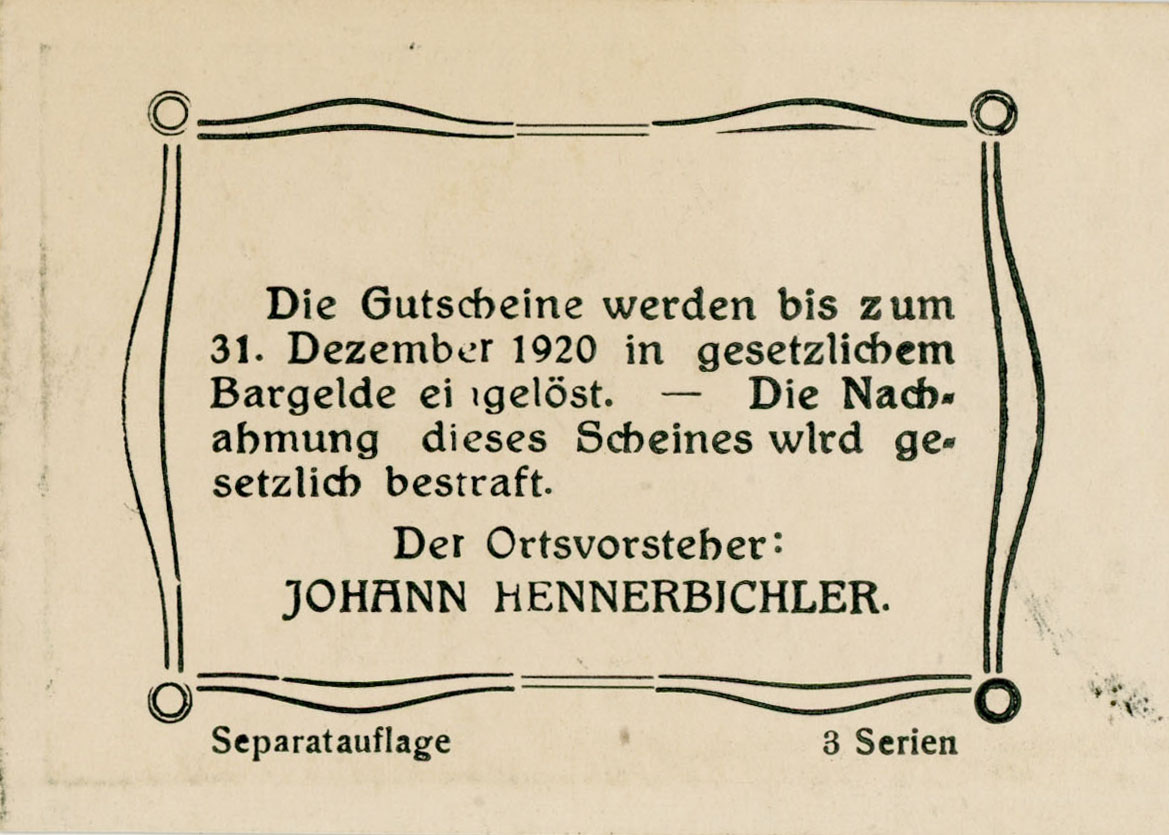 Die Gutscheine werden bis zum
31. Dezember 1920 in gesetzlichem
Bargelde eingelöst. — Die Nach-
ahmung dieses Scheines wird ge-
setzlich bestraft.
Der Ortsvorsteher:
JOHANN HENNERBICHLER.
Separatauflage
3 Serien